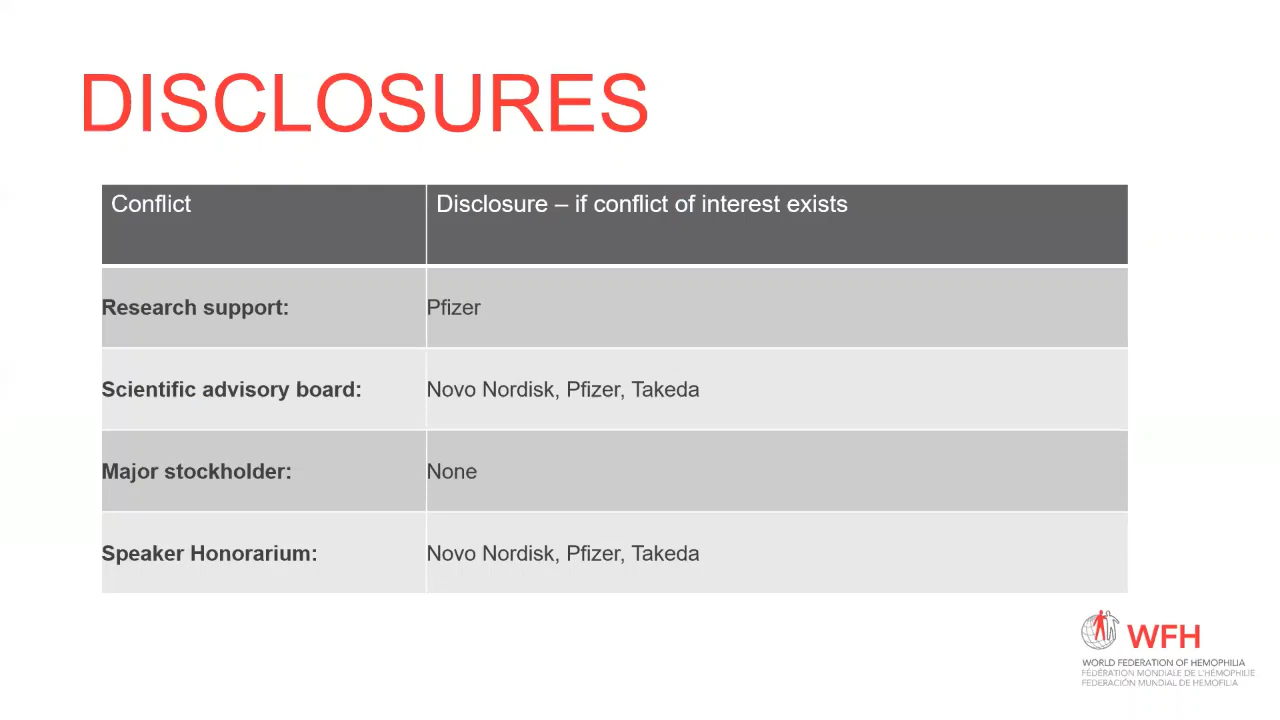 DISCLOSURES
Conflict
Disclosure – if conflict of interest exists
Research support:
Pfizer
Scientific advisory board:
Novo Nordisk, Pfizer, Takeda
Major stockholder:
None
Speaker Honorarium:
Novo Nordisk, Pfizer, Takeda
WFH
WORLD FEDERATION OF HEMOPHILIA
FÉDÉRATION MONDIALE DE L'HÉMOPHILIE
FEDERACIÓN MUNDIAL DE HEMOFILIA